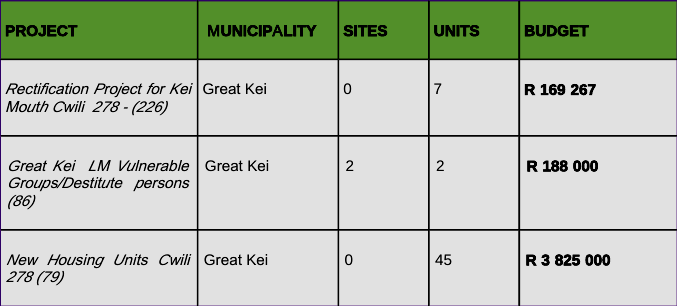 PROJECT MUNICIPALITY SITES UNITS BUDGET
Rectification Project for Kei Great Kei 0 7 R 169 267
Mouth Cwili 278 - (226)
Great Kei LM Vulnerable Great Kei 2 2 R 188 000
Groups/Destitute persons
(86)
New Housing Units Cwili Great Kei 0 45 R 3 825 000
278 (79)